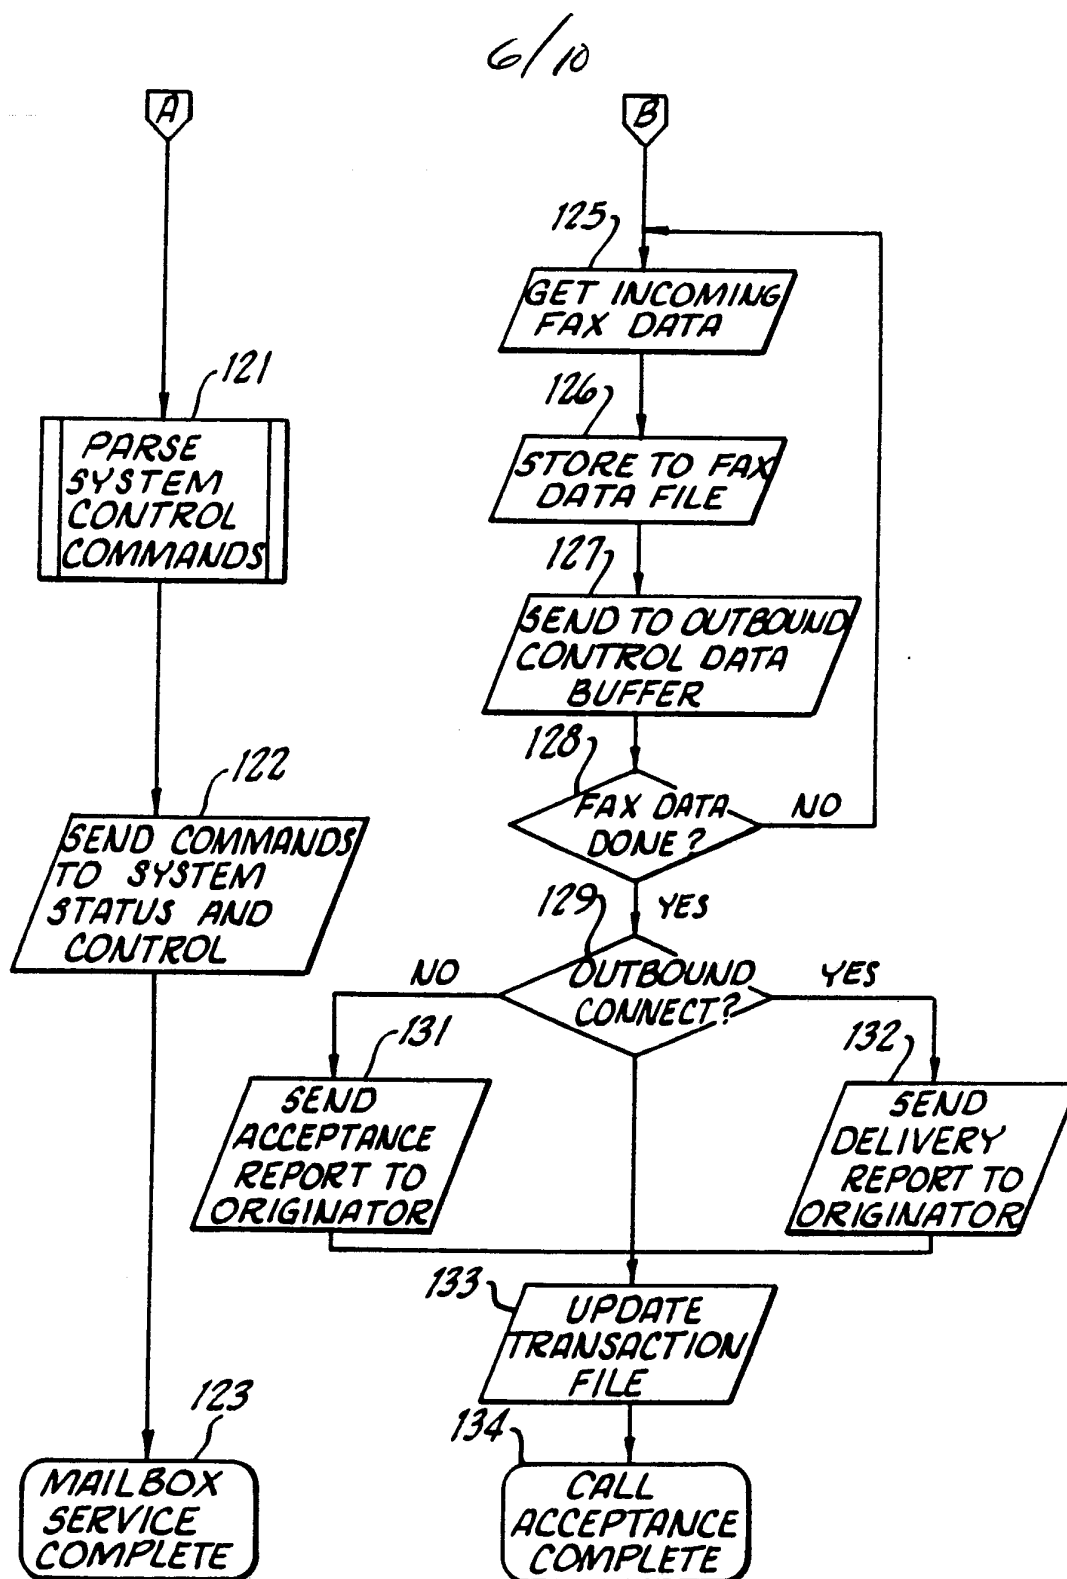 6/10
A
121
PARSE
SYSTEM
CONTROL
COMMANDS
122
SEND COMMANDS
TO SYSTEM
STATUS AND
CONTROL
123
MAILBOX
SERVICE
COMPLETE
B
125
GET INCOMING
FAX DATA
126
STORE TO FAX
DATA FILE
127
SEND TO OUTBOUND
CONTROL DATA
BUFFER
128
FAX DATA
DONE?
NO
YES
129
OUTBOUND
CONNECT?
NO
YES
131
SEND
ACCEPTANCE
REPORT TO
ORIGINATOR
132
SEND
DELIVERY
REPORT TO
ORIGINATOR
133
UPDATE
TRANSACTION
FILE
134
CALL
ACCEPTANCE
COMPLETE